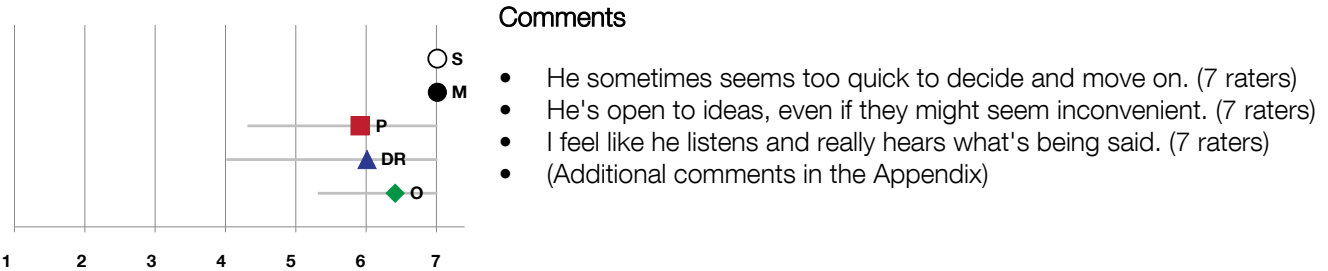 Comments
S
M
P
DR
O
1 2 3 4 5 6 7
• He sometimes seems too quick to decide and move on. (7 raters)
• He's open to ideas, even if they might seem inconvenient. (7 raters)
• I feel like he listens and really hears what's being said. (7 raters)
• (Additional comments in the Appendix)